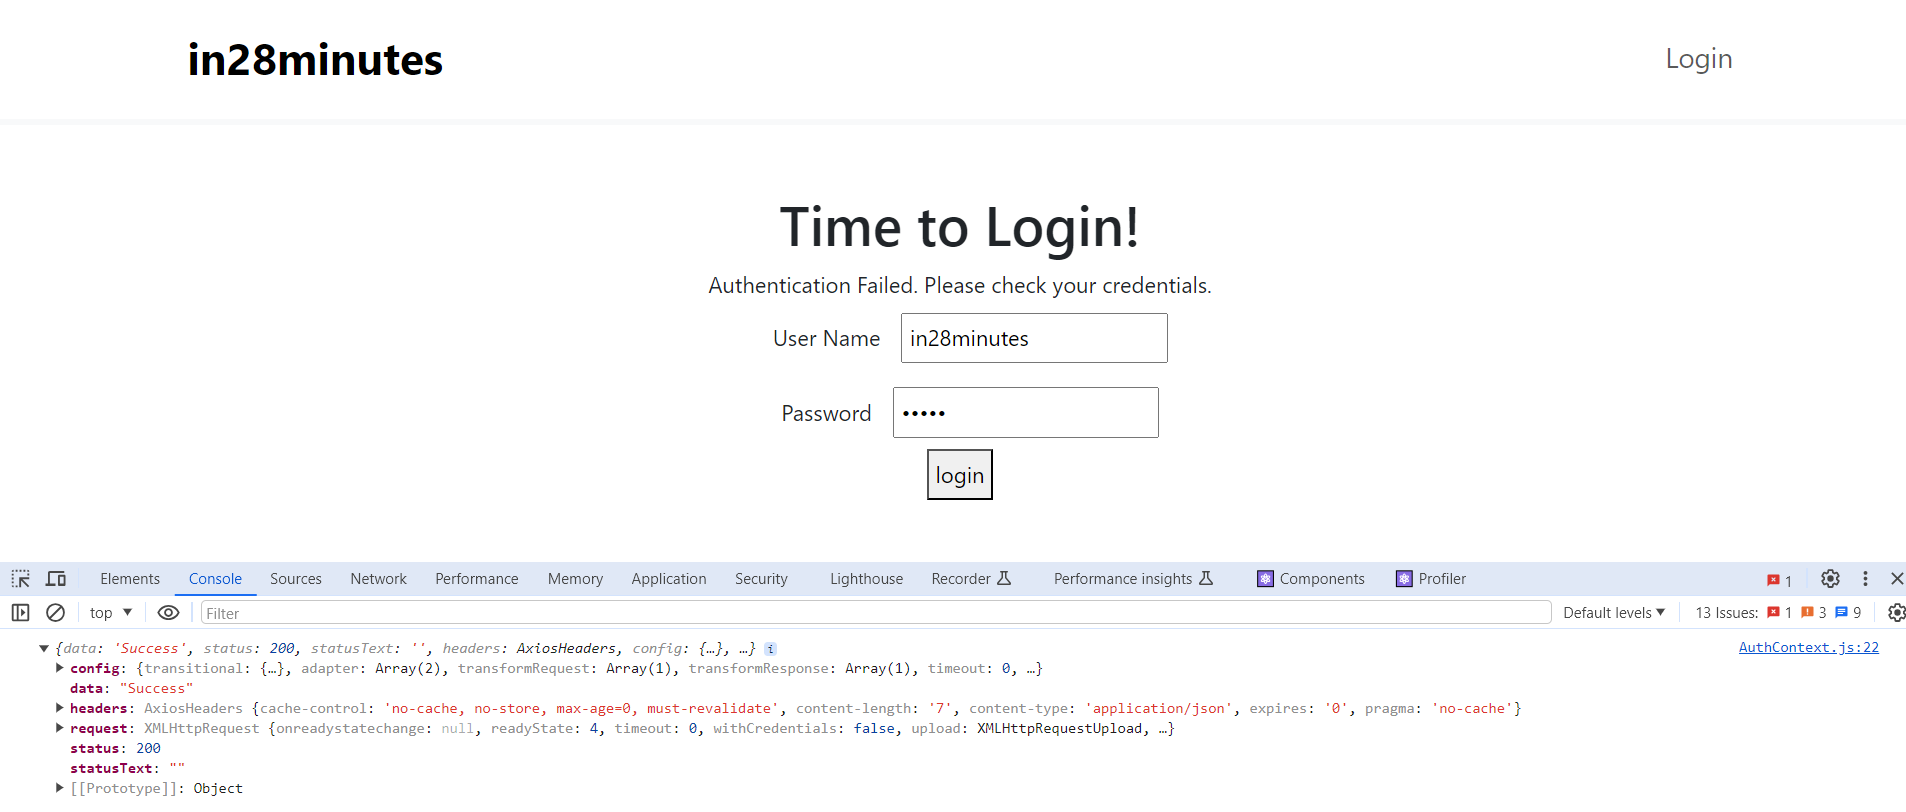 in28minutes Login
Time to Login!
Authentication Failed. Please check your credentials.
User Name in28minutes
Password •••••
login
Elements Console Sources Network Performance Memory Application Security Lighthouse Recorder Performance insights Components Profiler 1
top ▼ Filter Default levels ▼ 13 Issues: 1 3 9
▼ {data: 'Success', status: 200, statusText: '', headers: AxiosHeaders, config: {…}, …} i AuthContext.js:22
▶ config: {transitional: {…}, adapter: Array(2), transformRequest: Array(1), transformResponse: Array(1), timeout: 0, …}
data: "Success"
▶ headers: AxiosHeaders {cache-control: 'no-cache, no-store, max-age=0, must-revalidate', content-length: '7', content-type: 'application/json', expires: '0', pragma: 'no-cache'}
▶ request: XMLHttpRequest {onreadystatechange: null, readyState: 4, timeout: 0, withCredentials: false, upload: XMLHttpRequestUpload, …}
status: 200
statusText: ""
▶ [[Prototype]]: Object